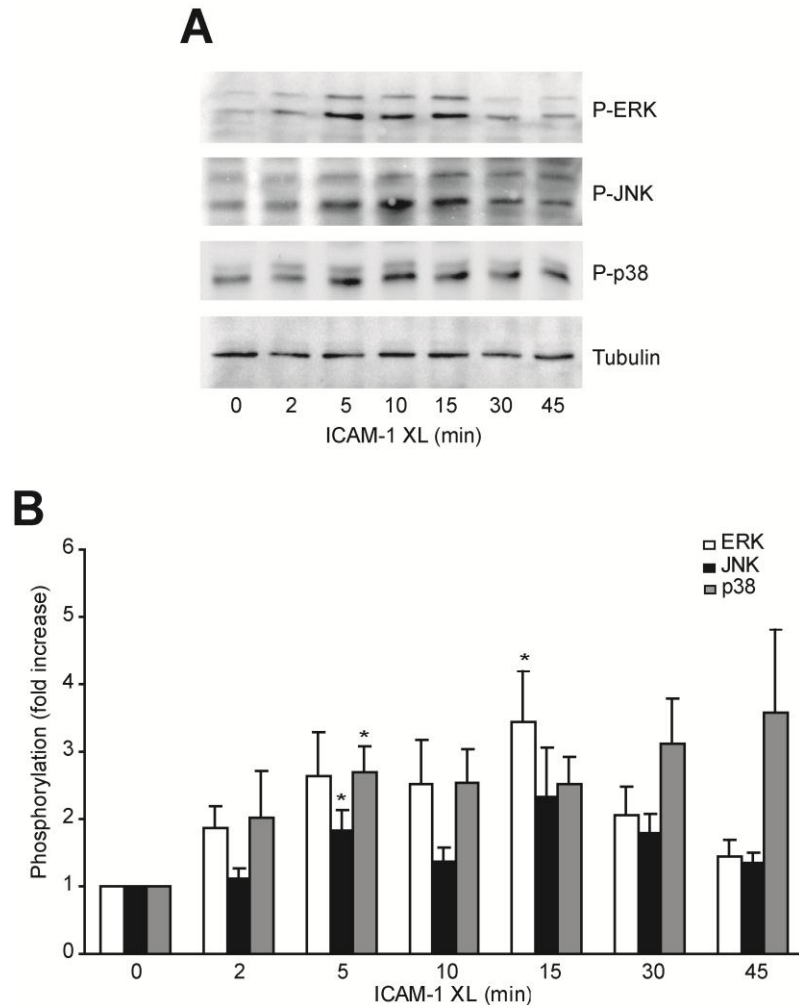 A
P-ERK
P-JNK
P-p38
Tubulin
0 2 5 10 15 30 45
ICAM-1 XL (min)
B
Phosphorylation (fold increase)
6
5
4
3
2
1
0
ERK
JNK
p38
* * *
0 2 5 10 15 30 45
ICAM-1 XL (min)